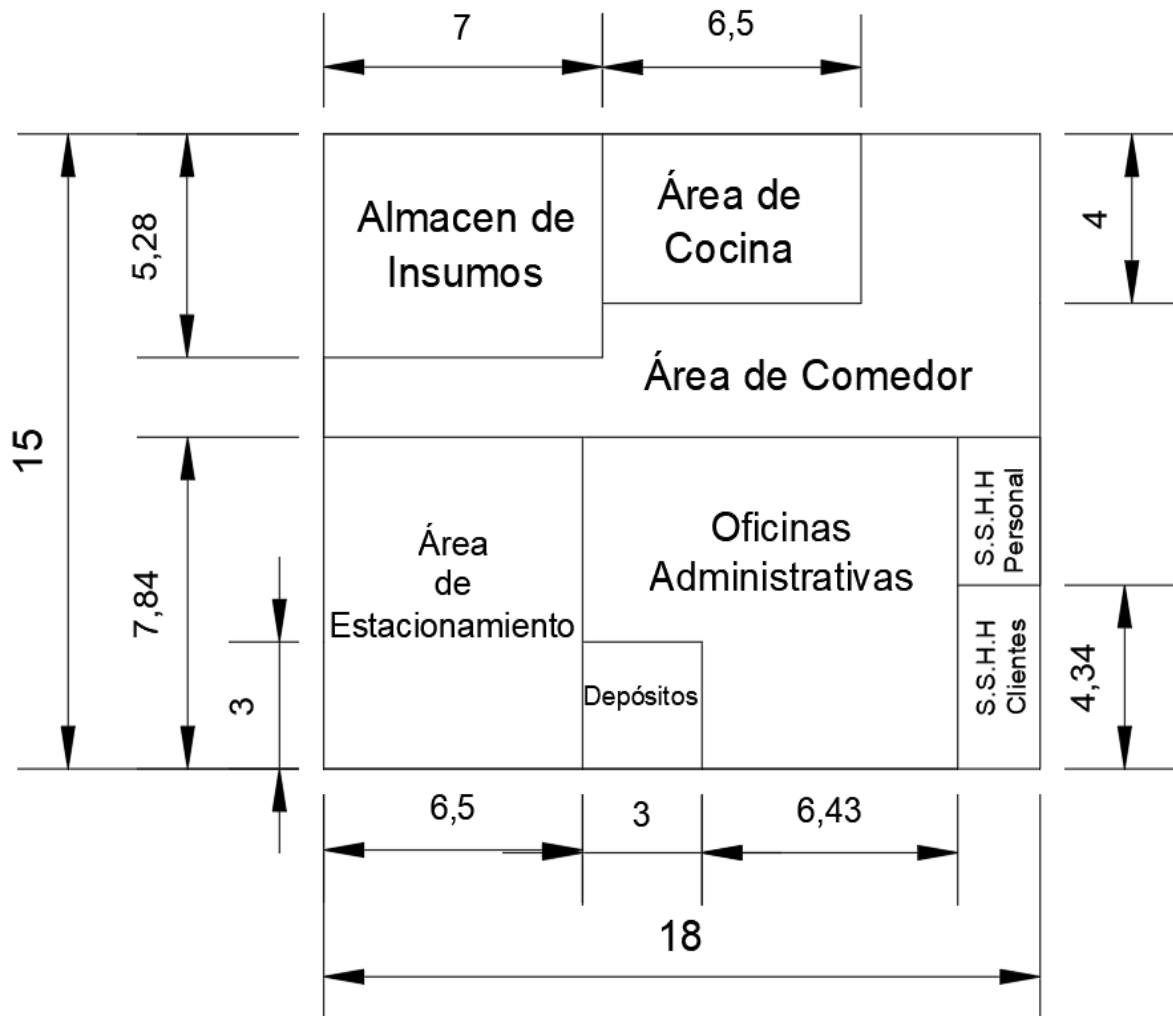 7
6,5
Almacen de
Insumos
Área de
Cocina
5,28
4
Área de Comedor
15
7,84
3
Área
de
Estacionamiento
Oficinas
Administrativas
S.S.H.H
Personal
Depósitos
S.S.H.H
Clientes
4,34
6,5
3
6,43
18